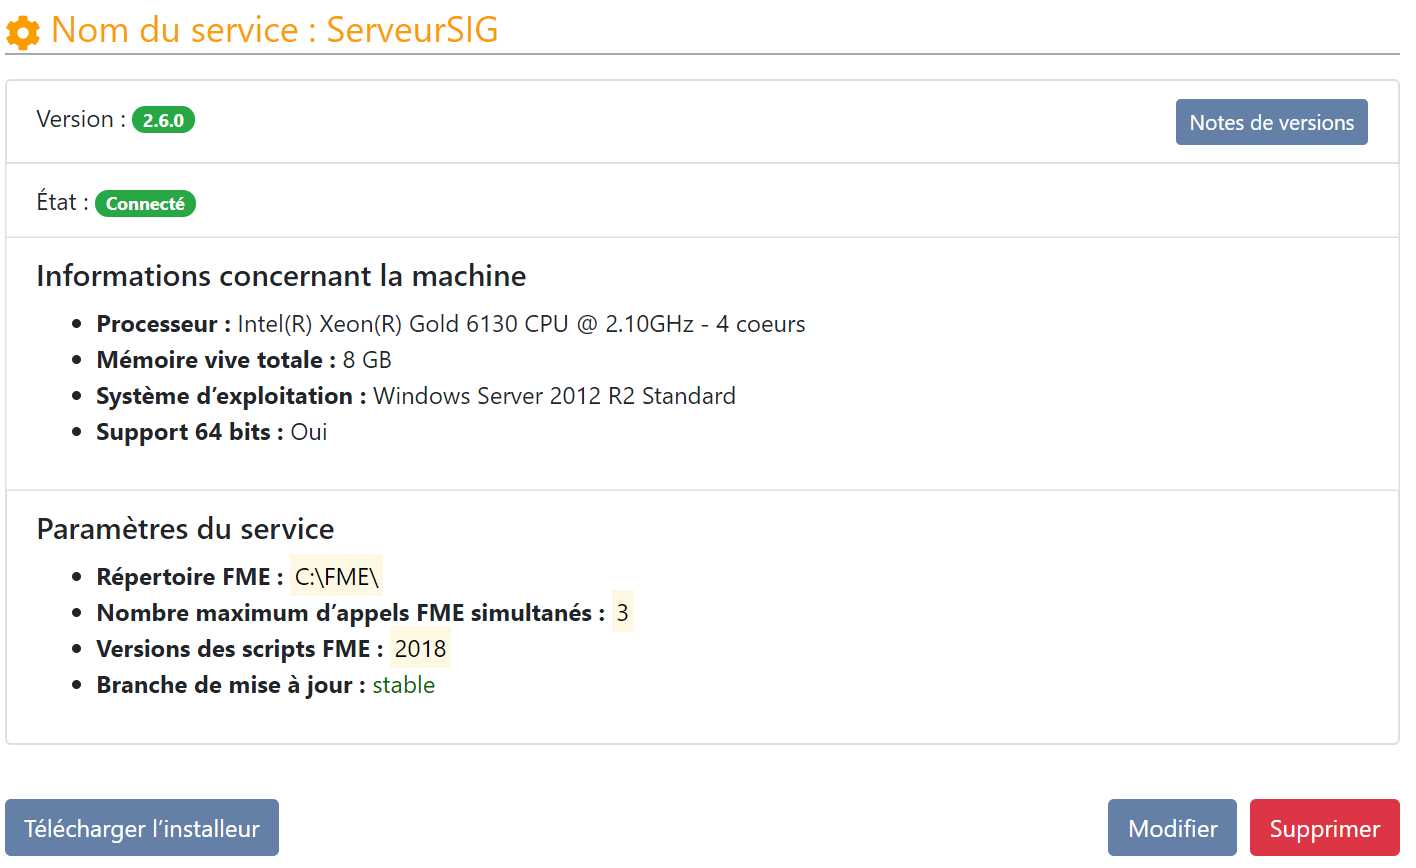 Nom du service : ServeurSIG
Version : 2.6.0
Notes de versions
État : Connecté
Informations concernant la machine
Processeur : Intel(R) Xeon(R) Gold 6130 CPU @ 2.10GHz - 4 coeurs
Mémoire vive totale : 8 GB
Système d’exploitation : Windows Server 2012 R2 Standard
Support 64 bits : Oui
Paramètres du service
Répertoire FME : C:\FME\
Nombre maximum d’appels FME simultanés : 3
Versions des scripts FME : 2018
Branche de mise à jour : stable
Télécharger l’installeur
Modifier
Supprimer